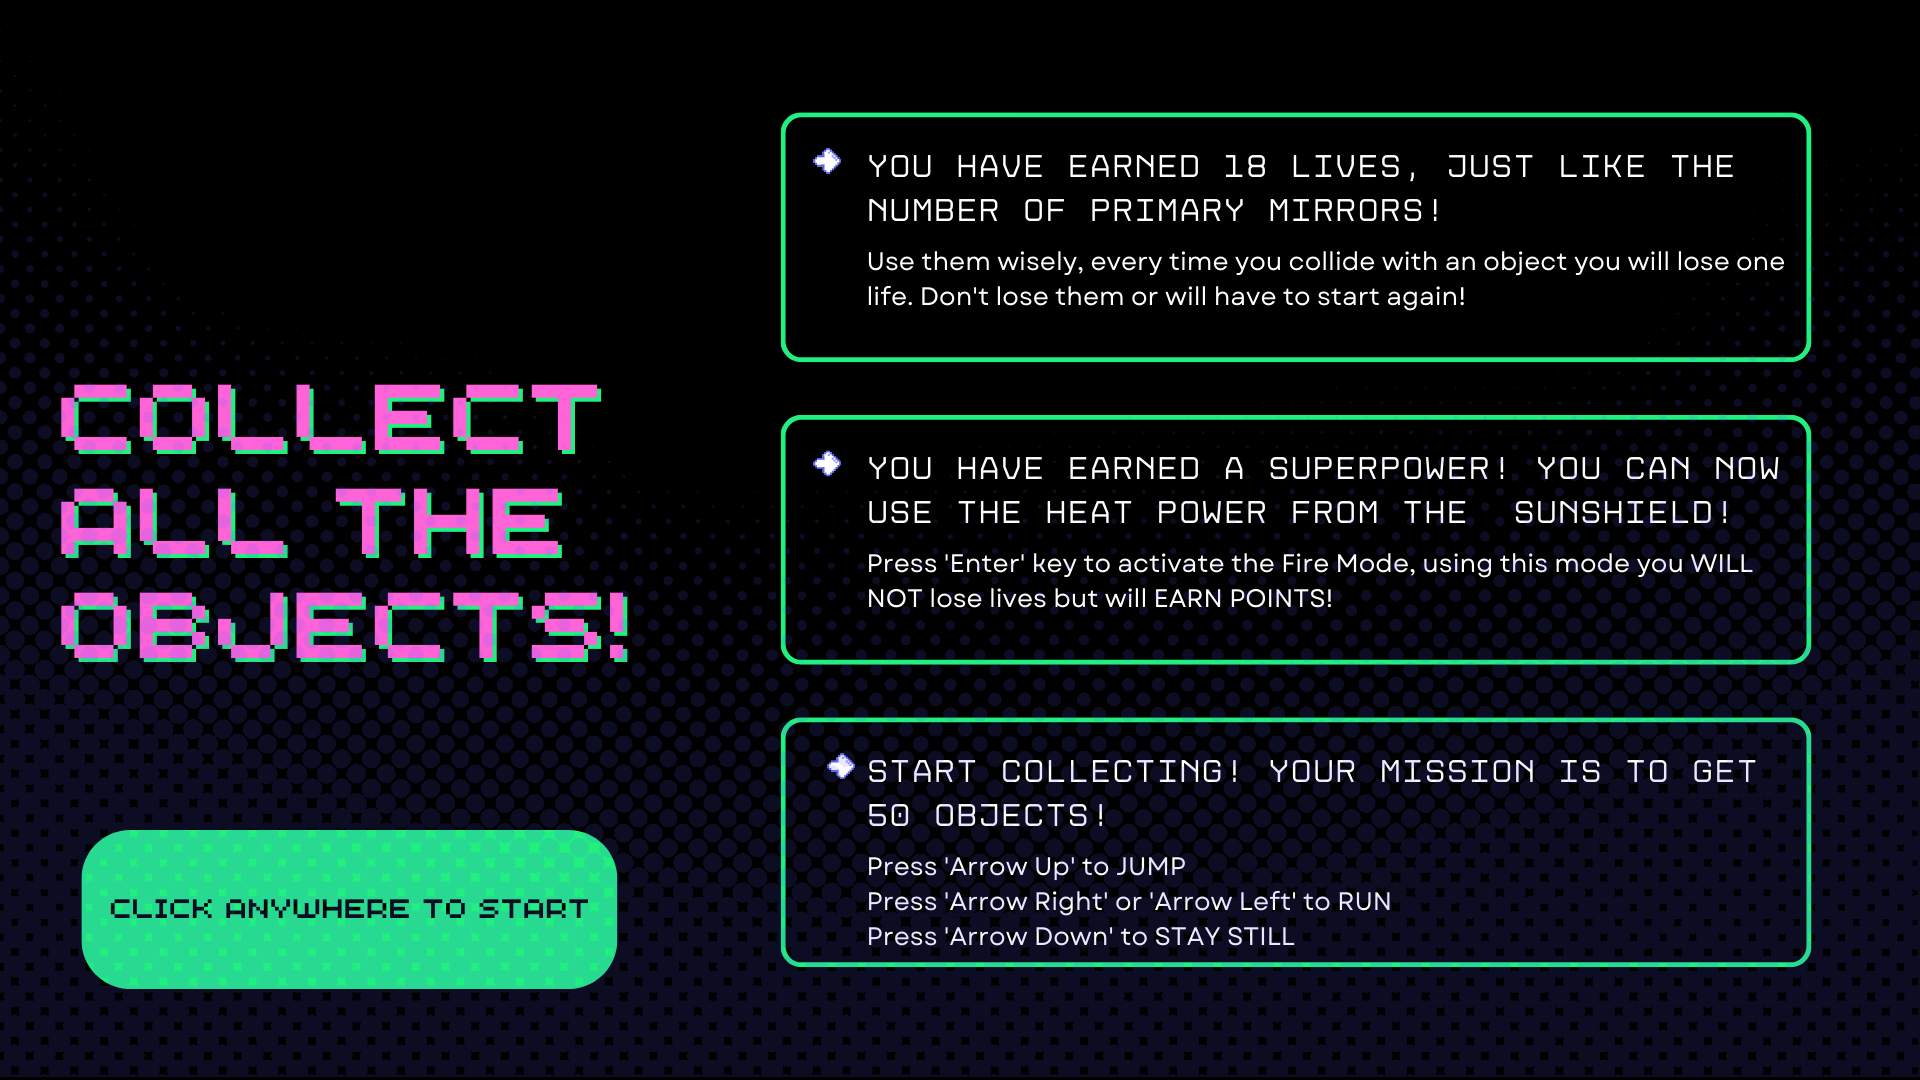 COLLECT
ALL THE
OBJECTS!
CLICK ANYWHERE TO START
YOU HAVE EARNED 18 LIVES, JUST LIKE THE
NUMBER OF PRIMARY MIRRORS!
Use them wisely, every time you collide with an object you will lose one
life. Don't lose them or will have to start again!
YOU HAVE EARNED A SUPERPOWER! YOU CAN NOW
USE THE HEAT POWER FROM THE  SUNSHIELD!
Press 'Enter' key to activate the Fire Mode, using this mode you WILL
NOT lose lives but will EARN POINTS!
START COLLECTING! YOUR MISSION IS TO GET
50 OBJECTS!
Press 'Arrow Up' to JUMP
Press 'Arrow Right' or 'Arrow Left' to RUN
Press 'Arrow Down' to STAY STILL